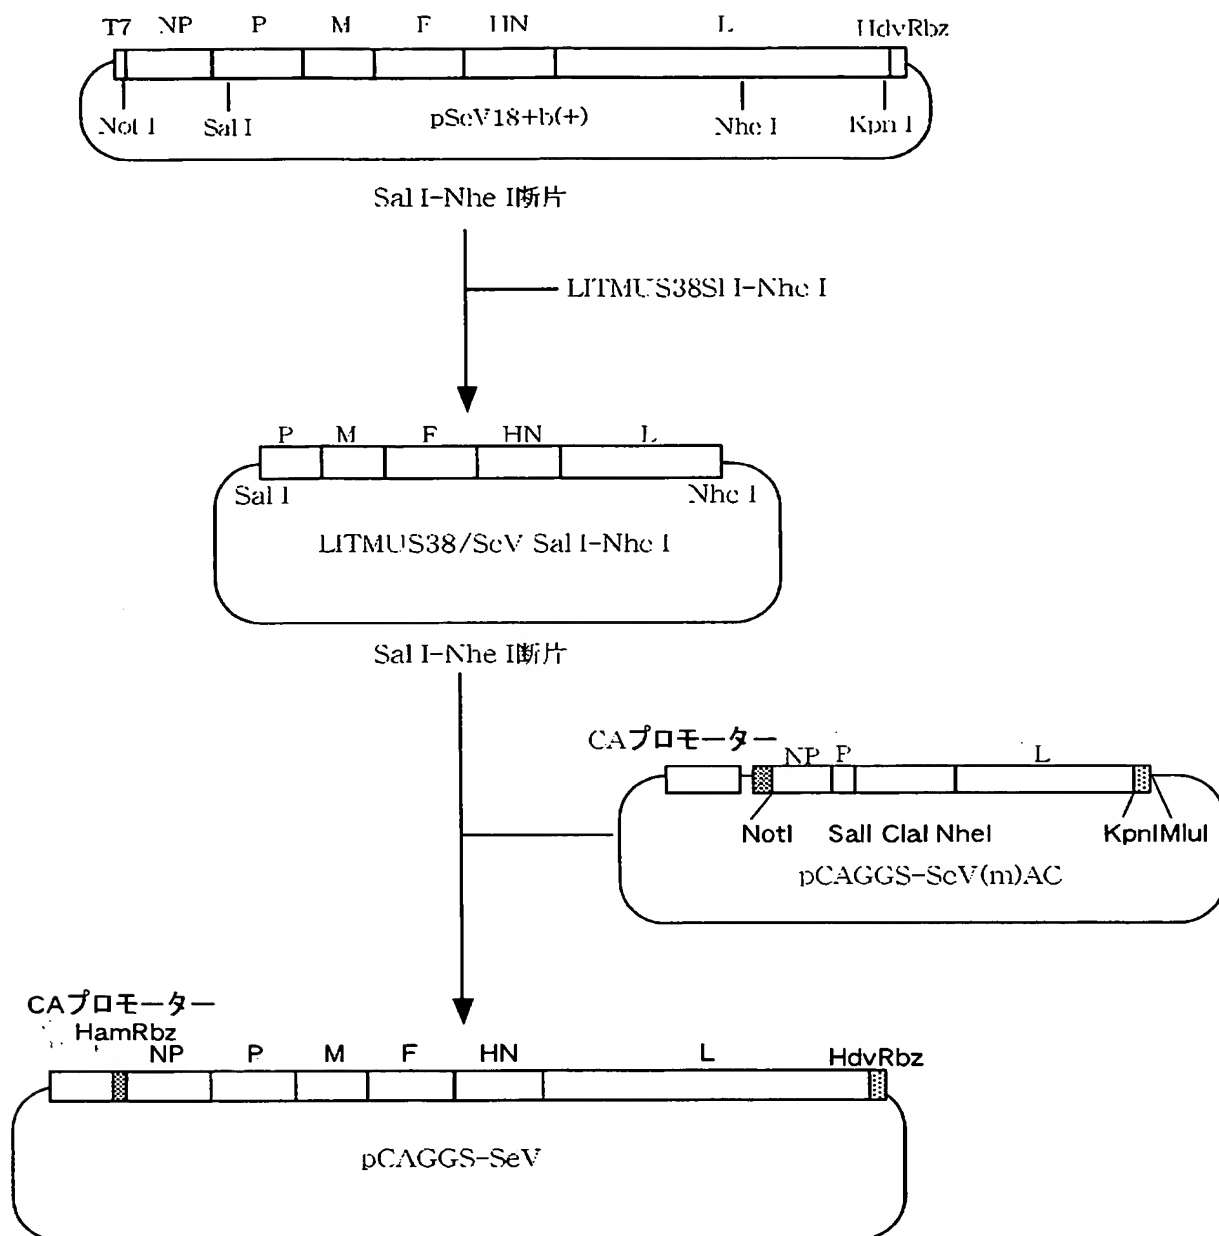 T7 NP P M F HN L HdvRbz
Not I Sal I pSeV18+b(+) Nhe I Kpn I
Sal I-Nhe I断片
LITMUS38Sl I-Nhe I
P M F HN L
Sal I Nhe I
LITMUS38/SeV Sal I-Nhe I
Sal I-Nhe I断片
CAプロモーター
NP P L
NotI SalI ClaI NheI KpnIMluI
pCAGGS-SeV(m)AC
CAプロモーター
HamRbz
NP P M F HN L HdvRbz
pCAGGS-SeV